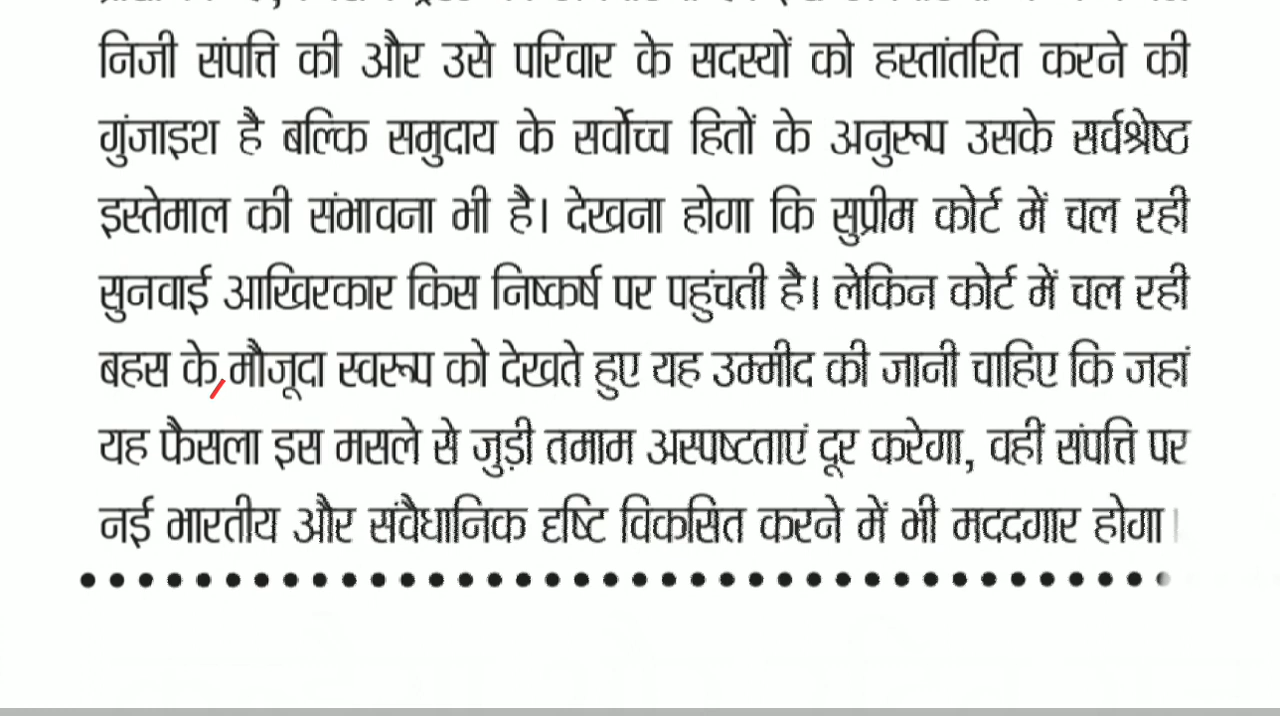 निजी संपत्ति की और उसे परिवार के सदस्यों को हस्तांतरित करने की
गुंजाइश है बल्कि समुदाय के सर्वोच्च हितों के अनुरूप उसके सर्वश्रेष्ठ
इस्तेमाल की संभावना भी है। देखना होगा कि सुप्रीम कोर्ट में चल रही
सुनवाई आखिरकार किस निष्कर्ष पर पहुंचती है। लेकिन कोर्ट में चल रही
बहस के मौजूदा स्वरूप को देखते हुए यह उम्मीद की जानी चाहिए कि जहां
यह फैसला इस मसले से जुड़ी तमाम अस्पष्टताएं दूर करेगा, वहीं संपत्ति पर
नई भारतीय और संवैधानिक दृष्टि विकसित करने में भी मददगार होगा।